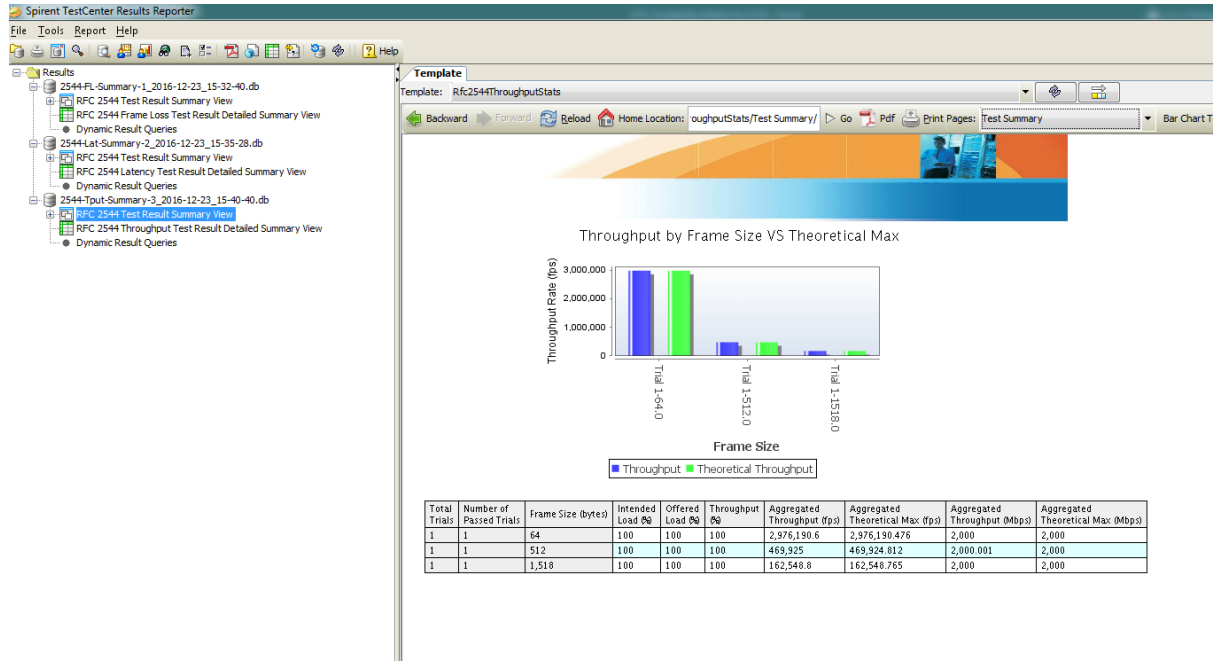 Spirent TestCenter Results Reporter
File Tools Report Help
Help
Results
2544-FL-Summary-1_2016-12-23_15-32-40.db
RFC 2544 Test Result Summary View
RFC 2544 Frame Loss Test Result Detailed Summary View
Dynamic Result Queries
2544-Lat-Summary-2_2016-12-23_15-35-28.db
RFC 2544 Test Result Summary View
RFC 2544 Latency Test Result Detailed Summary View
Dynamic Result Queries
2544-Tput-Summary-3_2016-12-23_15-40-40.db
RFC 2544 Test Result Summary View
RFC 2544 Throughput Test Result Detailed Summary View
Dynamic Result Queries
Template
Template: Rfc2544ThroughputStats
Backward Forward Reload Home Location: oughputStats/Test Summary/ Go Pdf Print Pages: Test Summary Bar Chart T
Throughput by Frame Size VS Theoretical Max
Throughput Rate (fps)
3,000,000
2,000,000
1,000,000
0
Trial 1-64.0
Trial 1-512.0
Trial 1-1518.0
Frame Size
Throughput Theoretical Throughput
Total Trials Number of Passed Trials Frame Size (bytes) Intended Load (%) Offered Load (%) Throughput (%) Aggregated Throughput (fps) Aggregated Theoretical Max (fps) Aggregated Throughput (Mbps) Aggregated Theoretical Max (Mbps)
1 1 64 100 100 100 2,976,190.6 2,976,190.476 2,000 2,000
1 1 512 100 100 100 469,925 469,924.812 2,000.001 2,000
1 1 1,518 100 100 100 162,548.8 162,548.765 2,000 2,000